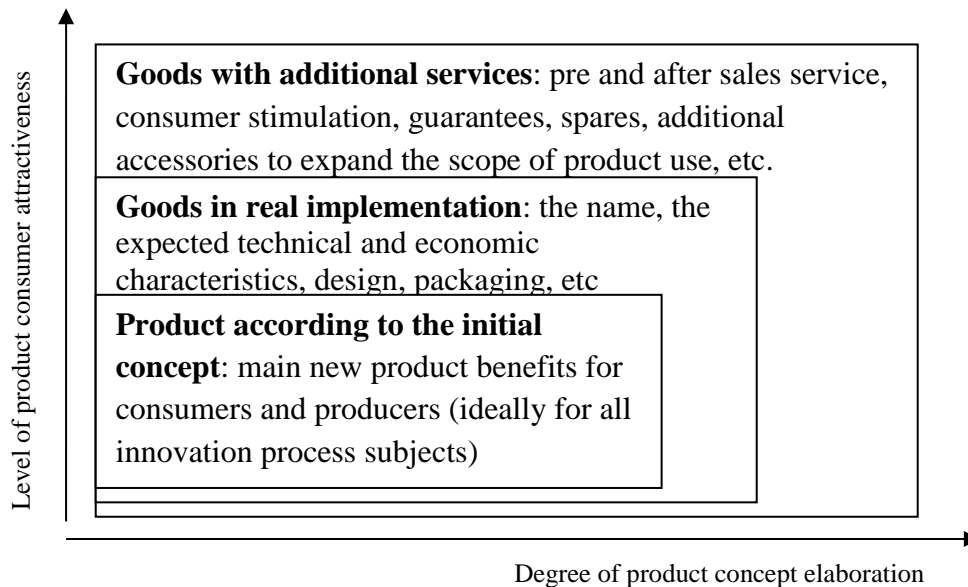 Level of product consumer attractiveness
Goods with additional services: pre and after sales service,
consumer stimulation, guarantees, spares, additional
accessories to expand the scope of product use, etc.
Goods in real implementation: the name, the
expected technical and economic
characteristics, design, packaging, etc
Product according to the initial
concept: main new product benefits for
consumers and producers (ideally for all
innovation process subjects)
Degree of product concept elaboration